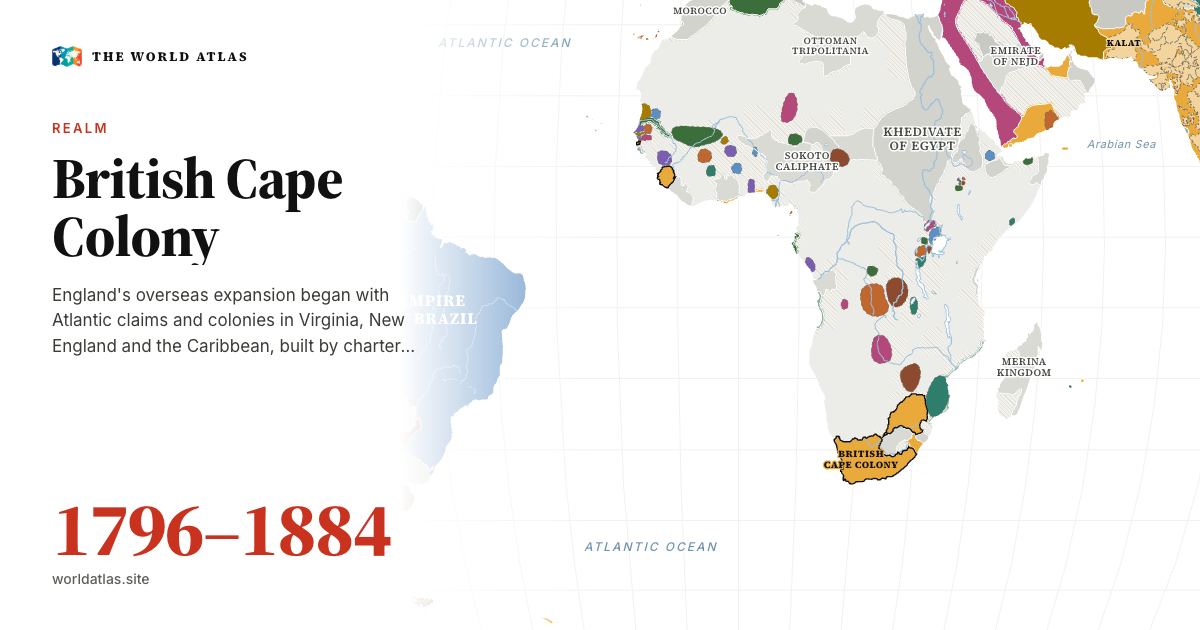 THE WORLD ATLAS
REALM
British Cape
Colony
England's overseas expansion began with
Atlantic claims and colonies in Virginia, New
England and the Caribbean, built by charter...
1796–1884
worldatlas.site
ATLANTIC OCEAN
MOROCCO
OTTOMAN
TRIPOLITANIA
EMIRATE
OF NEJD
KALAT
KHEDIVATE
OF EGYPT
Arabian Sea
SOKOTO
CALIPHATE
MPIRE
BRAZIL
MERINA
KINGDOM
BRITISH
CAPE COLONY
ATLANTIC OCEAN